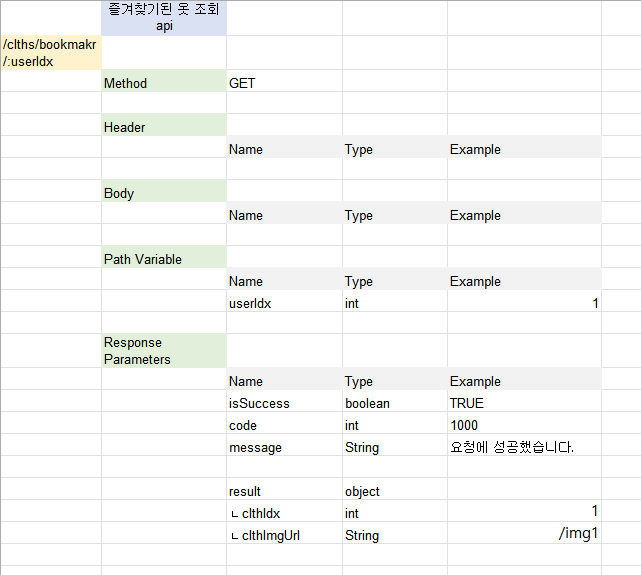 즐겨찾기된 옷 조회
api
/clths/bookmakr
/:userIdx
Method GET
Header
Name Type Example
Body
Name Type Example
Path Variable
Name Type Example
userIdx int 1
Response
Parameters
Name Type Example
isSuccess boolean TRUE
code int 1000
message String 요청에 성공했습니다.
result object
ㄴclthIdx int 1
ㄴclthImgUrl String /img1